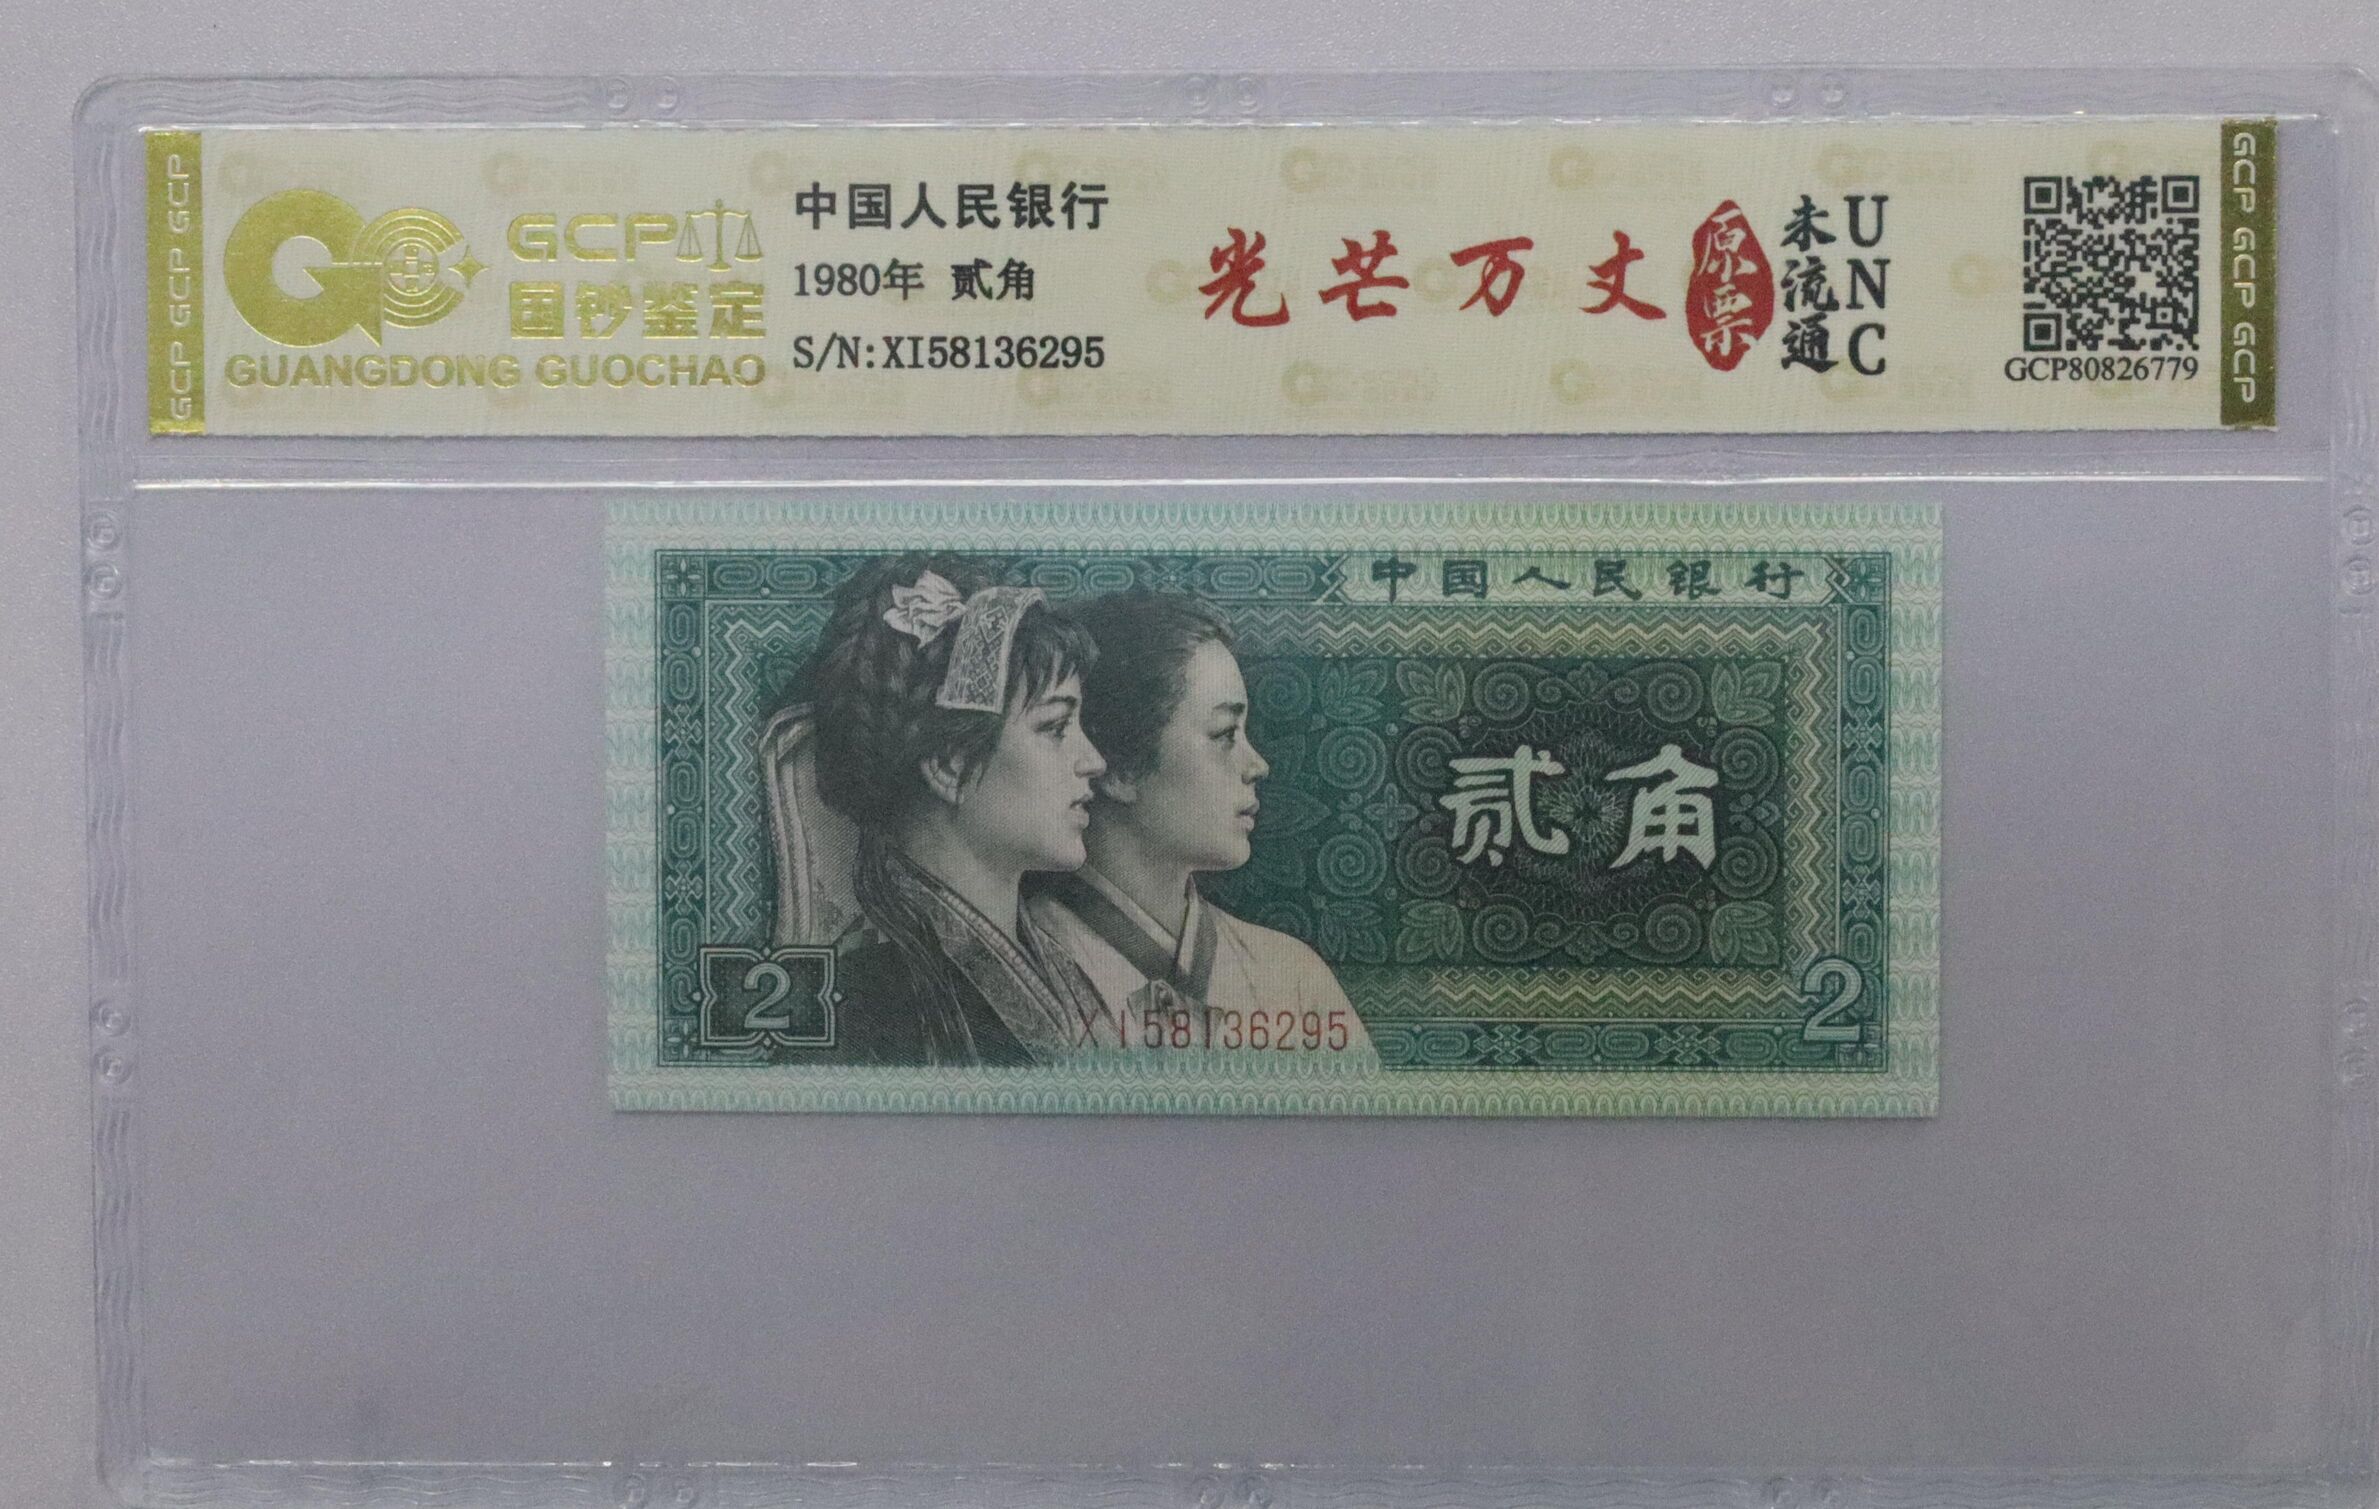 GCP GCP GCP
GCP
国钞鉴定
GUANGDONG GUOCHAO
中国人民银行
1980年 贰角
S/N:XI58136295
光芒万丈
原票
未流通
UNC
GCP80826779
GCP GCP GCP
中国人民银行
贰角
2
XI58136295
2